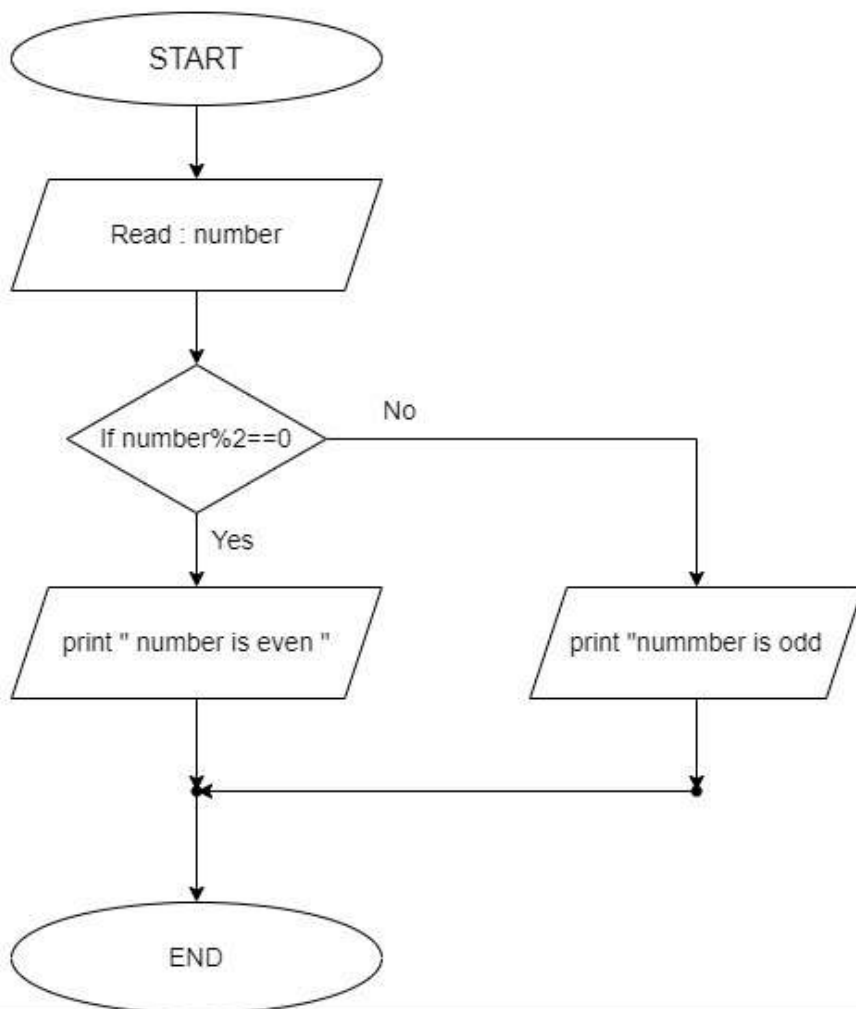 START
Read : number
If number%2==0
No
Yes
print " number is even "
print "nummber is odd
END